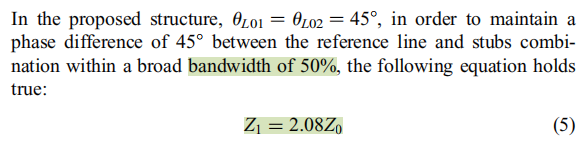 In the proposed structure, θL01 = θL02 = 45°, in order to maintain a
phase difference of 45° between the reference line and stubs combi-
nation within a broad bandwidth of 50%, the following equation holds
true:
Z1 = 2.08Z0 (5)